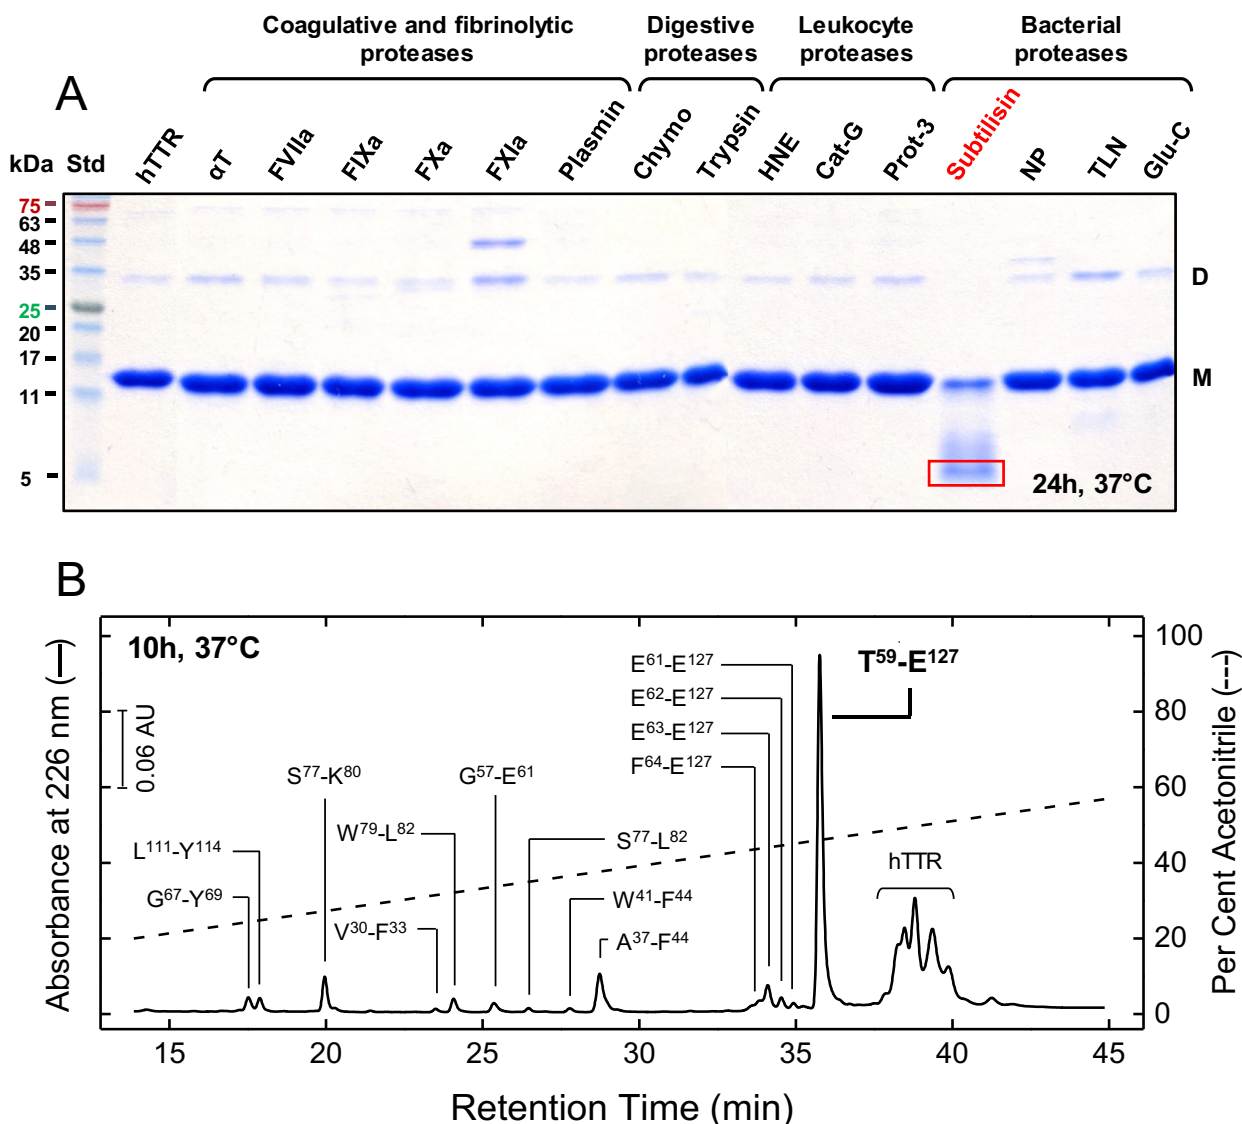 Coagulative and fibrinolytic proteases
Digestive proteases
Leukocyte proteases
Bacterial proteases
A
kDa Std hTTR αT FVIIa FIXa FXa FXIa Plasmin Chymo Trypsin HNE Cat-G Prot-3 Subtilisin NP TLN Glu-C
75
63
48
35
25
20
17
11
5
D
M
24h, 37°C
B
10h, 37°C
Absorbance at 226 nm (—)
0.06 AU
L¹¹¹-Y¹¹⁴
G⁶⁷-Y⁶⁹
S⁷⁷-K⁸⁰
W⁷⁹-L⁸²
V³⁰-F³³
G⁵⁷-E⁶¹
S⁷⁷-L⁸²
W⁴¹-F⁴⁴
A³⁷-F⁴⁴
E⁶¹-E¹²⁷
E⁶²-E¹²⁷
E⁶³-E¹²⁷
F⁶⁴-E¹²⁷
T⁵⁹-E¹²⁷
hTTR
100
80
60
40
20
0
Per Cent Acetonitrile (---)
15 20 25 30 35 40 45
Retention Time (min)